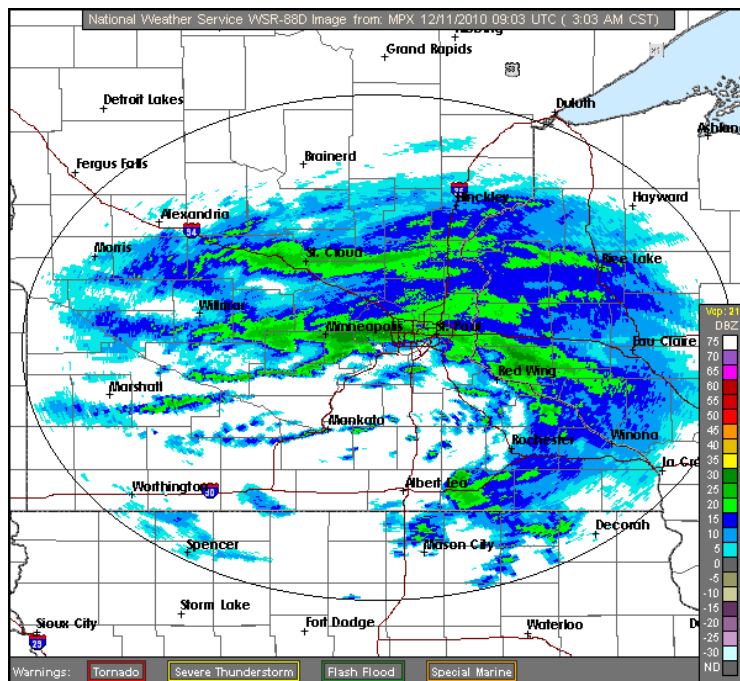 National Weather Service WSR-88D Image from: MPX 12/11/2010 09:03 UTC ( 3:03 AM CST)
Grand Rapids
Detroit Lakes
Duluth
Brainerd
Fergus Falls
Hinckley
Hayward
Alexandria
94
Morris
St. Cloud
Rice Lake
Willmar
Minneapolis
St. Paul
Eau Claire
Red Wing
Marshall
Mankato
Rochester
Winona
Worthington
90
Albert Lea
Decorah
Spencer
Mason City
Storm Lake
Fort Dodge
Waterloo
Sioux City
29
Vcp: 21
DBZ
75
70
65
60
55
50
45
40
35
30
25
20
15
10
5
0
-5
-10
-15
-20
-25
-30
ND
Warnings: Tornado Severe Thunderstorm Flash Flood Special Marine